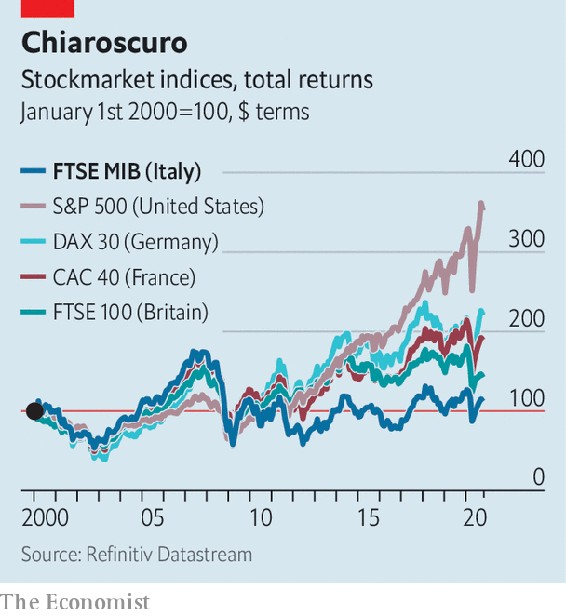 Chiaroscuro
Stockmarket indices, total returns
January 1st 2000=100, $ terms
400
FTSE MIB (Italy)
S&P 500 (United States)
DAX 30 (Germany)
300
CAC 40 (France)
FTSE 100 (Britain)
200
100
0
2000 05 10 15 20
Source: Refinitiv Datastream
The Economist